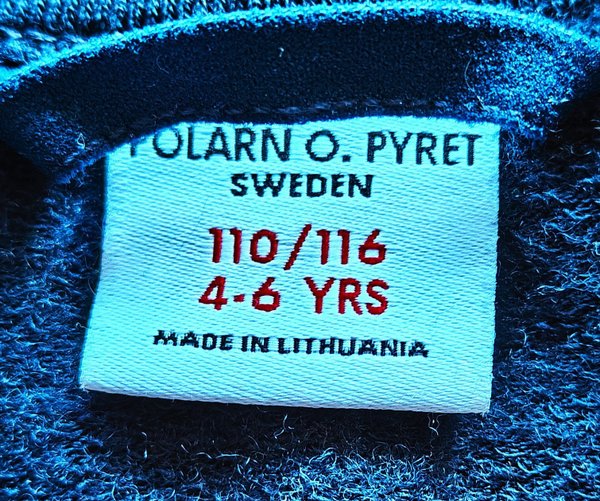 POLARN O. PYRET
SWEDEN
110/116
4-6 YRS
MADE IN LITHUANIA